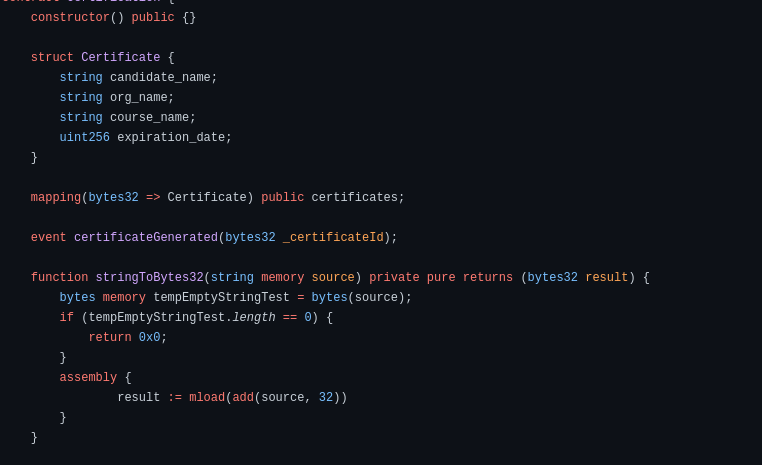 constructor() public {}
struct Certificate {
string candidate_name;
string org_name;
string course_name;
uint256 expiration_date;
}
mapping(bytes32 => Certificate) public certificates;
event certificateGenerated(bytes32 _certificateId);
function stringToBytes32(string memory source) private pure returns (bytes32 result) {
bytes memory tempEmptyStringTest = bytes(source);
if (tempEmptyStringTest.length == 0) {
return 0x0;
}
assembly {
result := mload(add(source, 32))
}
}